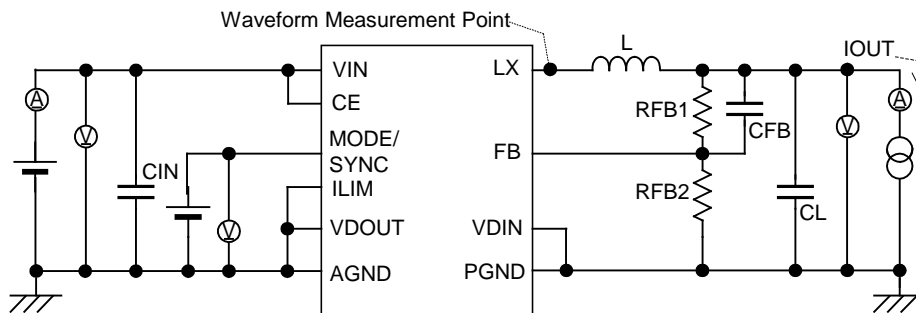 Waveform Measurement Point
L
IOUT
VIN
LX
A
A
CE
RFB1
CFB
V
V
MODE/
SYNC
FB
CIN
ILIM
RFB2
CL
V
VDOUT
VDIN
AGND
PGND